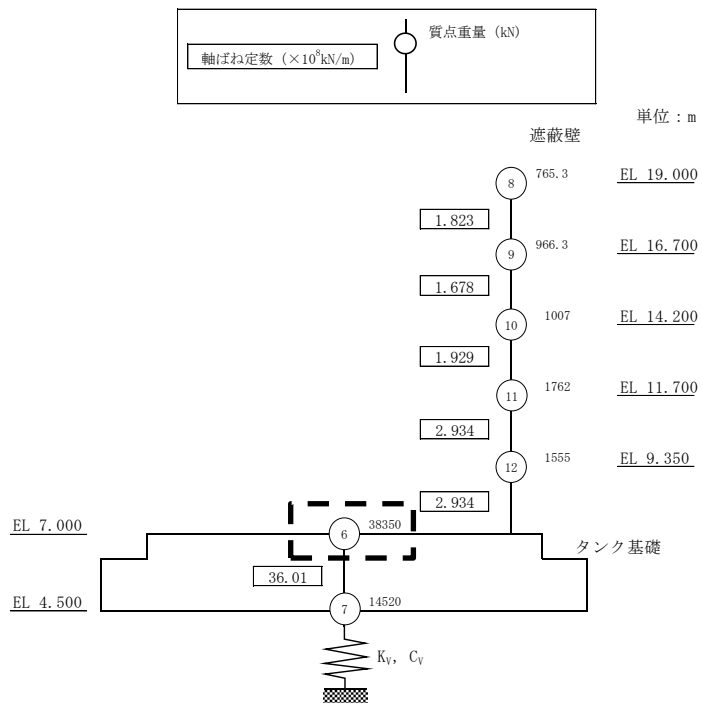 質点重量 (kN)
軸ばね定数 (×10⁸kN/m)
単位:m
遮蔽壁
8
765.3
EL 19.000
1.823
9
966.3
EL 16.700
1.678
10
1007
EL 14.200
1.929
11
1762
EL 11.700
2.934
12
1555
EL 9.350
2.934
EL 7.000
6
38350
タンク基礎
36.01
EL 4.500
7
14520
Kᵥ, Cᵥ